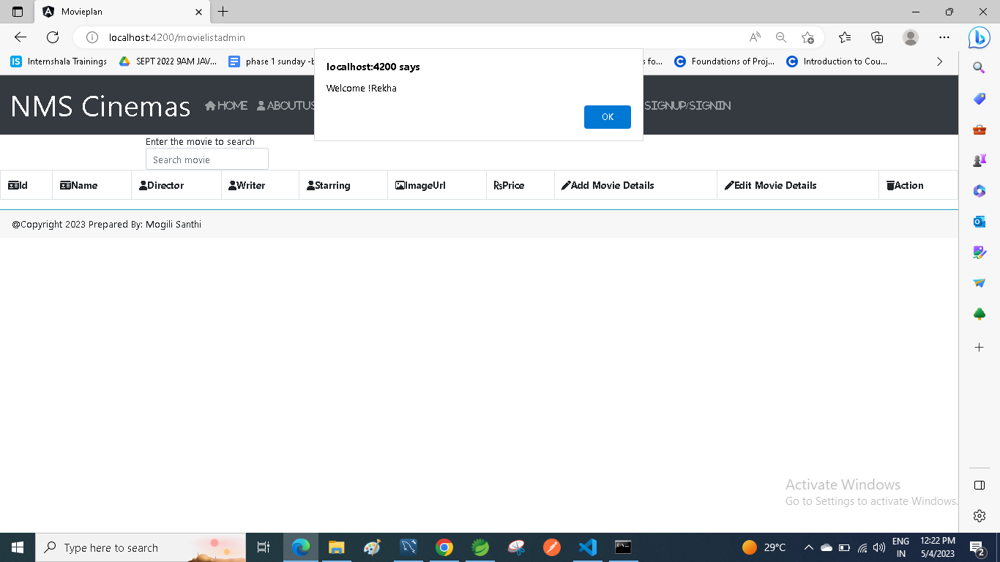 Movieplan
localhost:4200/movielistadmin
Internshala Trainings SEPT 2022 9AM JAV... phase 1 sunday -b s fo... Foundations of Proj... Introduction to Cou...
localhost:4200 says
Welcome !Rekha
OK
NMS Cinemas HOME ABOUTUS SIGNUP/SIGNIN
Enter the movie to search
Search movie
Id Name Director Writer Starring ImageUrl Price Add Movie Details Edit Movie Details Action
@Copyright 2023 Prepared By: Mogili Santhi
Activate Windows
Go to Settings to activate Windows.
Type here to search 29°C ENG IN 12:22 PM 5/4/2023 2